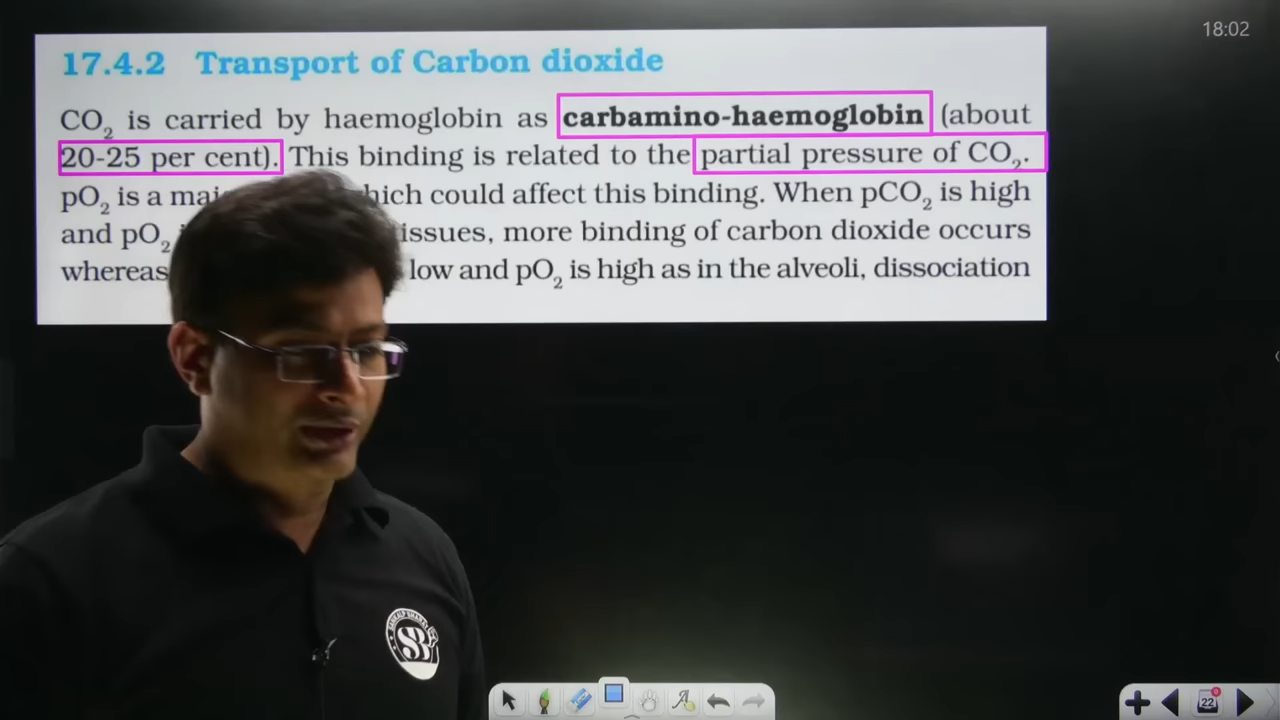 18:02
17.4.2 Transport of Carbon dioxide
CO₂ is carried by haemoglobin as carbamino-haemoglobin (about
20-25 per cent). This binding is related to the partial pressure of CO₂.
pO₂ is a could affect this binding. When pCO₂ is high
and pO₂ more binding of carbon dioxide occurs
whereas low and pO₂ is high as in the alveoli, dissociation
SB
22